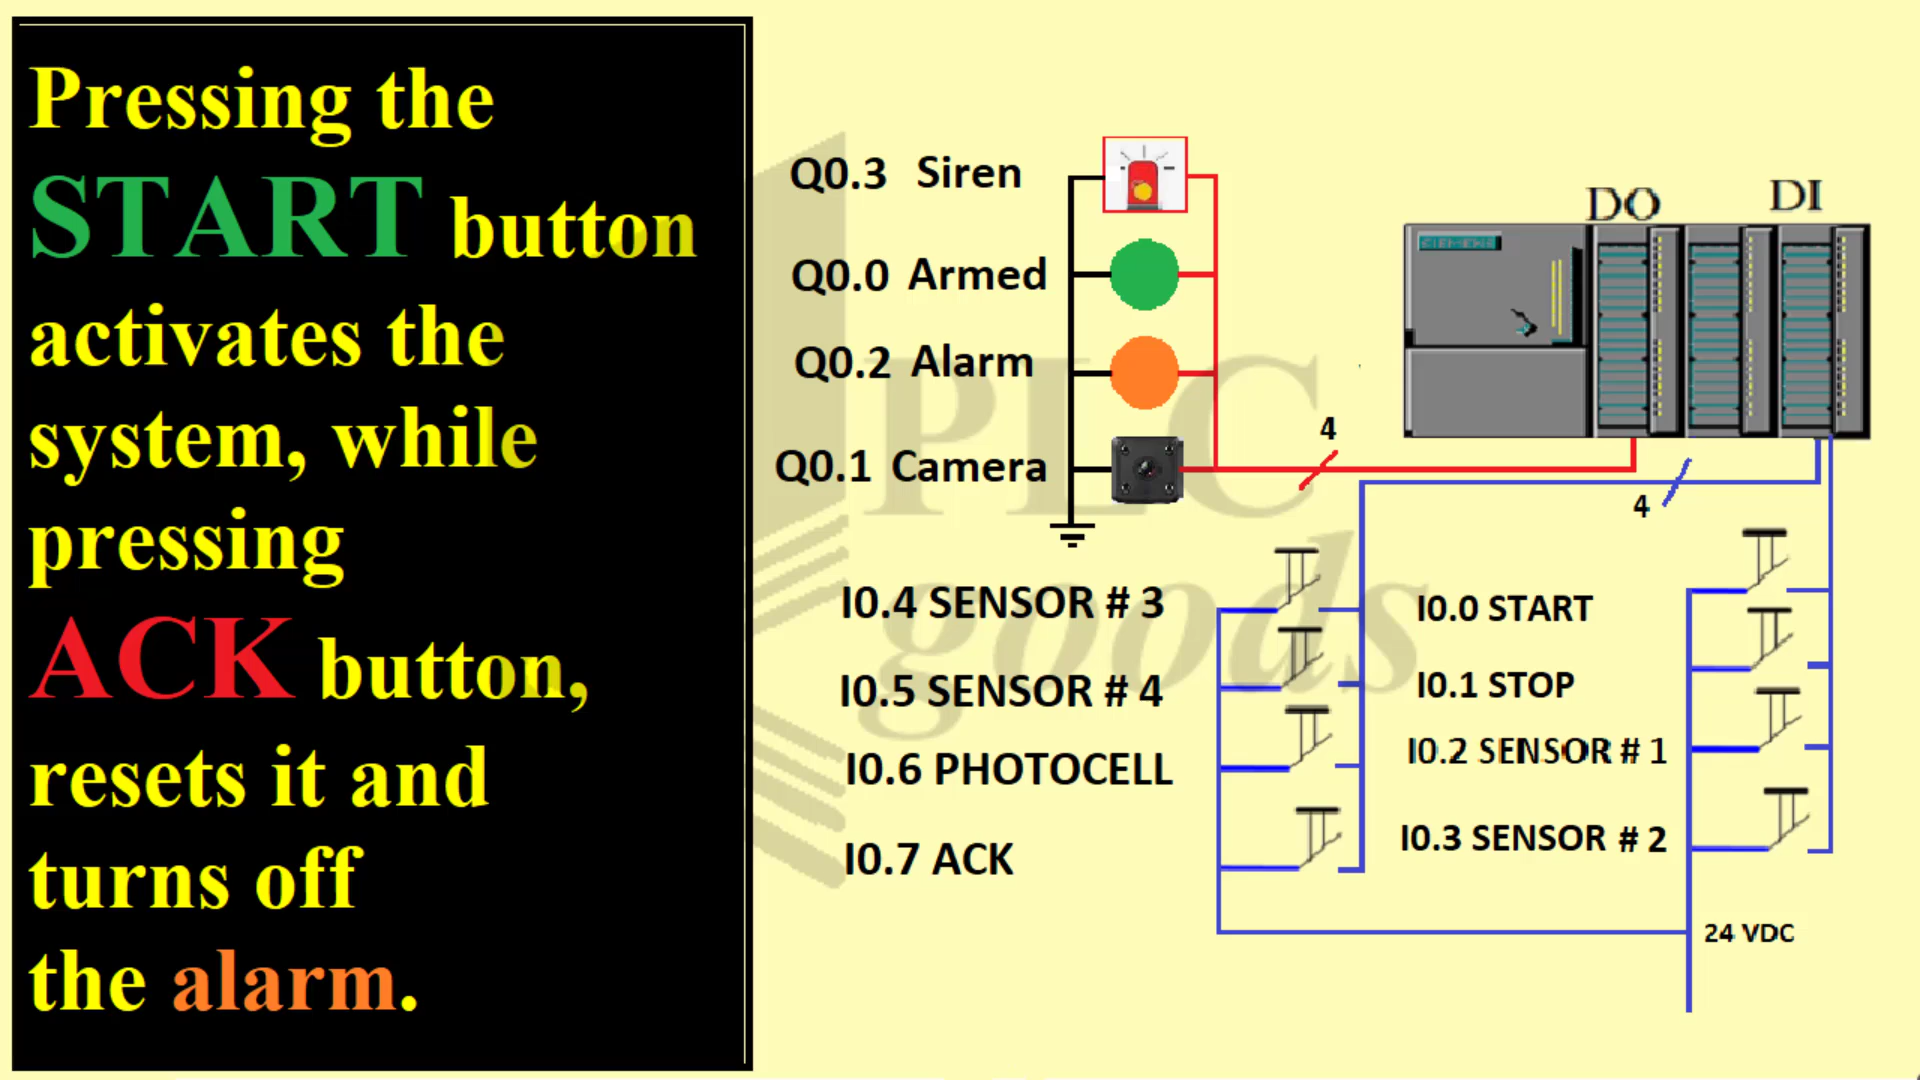 Pressing the
START button
activates the
system, while
pressing
ACK button,
resets it and
turns off
the alarm.
Q0.3 Siren
Q0.0 Armed
Q0.2 Alarm
Q0.1 Camera
4
DO
DI
SIEMENS
4
I0.4 SENSOR # 3
I0.5 SENSOR # 4
I0.6 PHOTOCELL
I0.7 ACK
I0.0 START
I0.1 STOP
I0.2 SENSOR # 1
I0.3 SENSOR # 2
24 VDC
PLC
goods